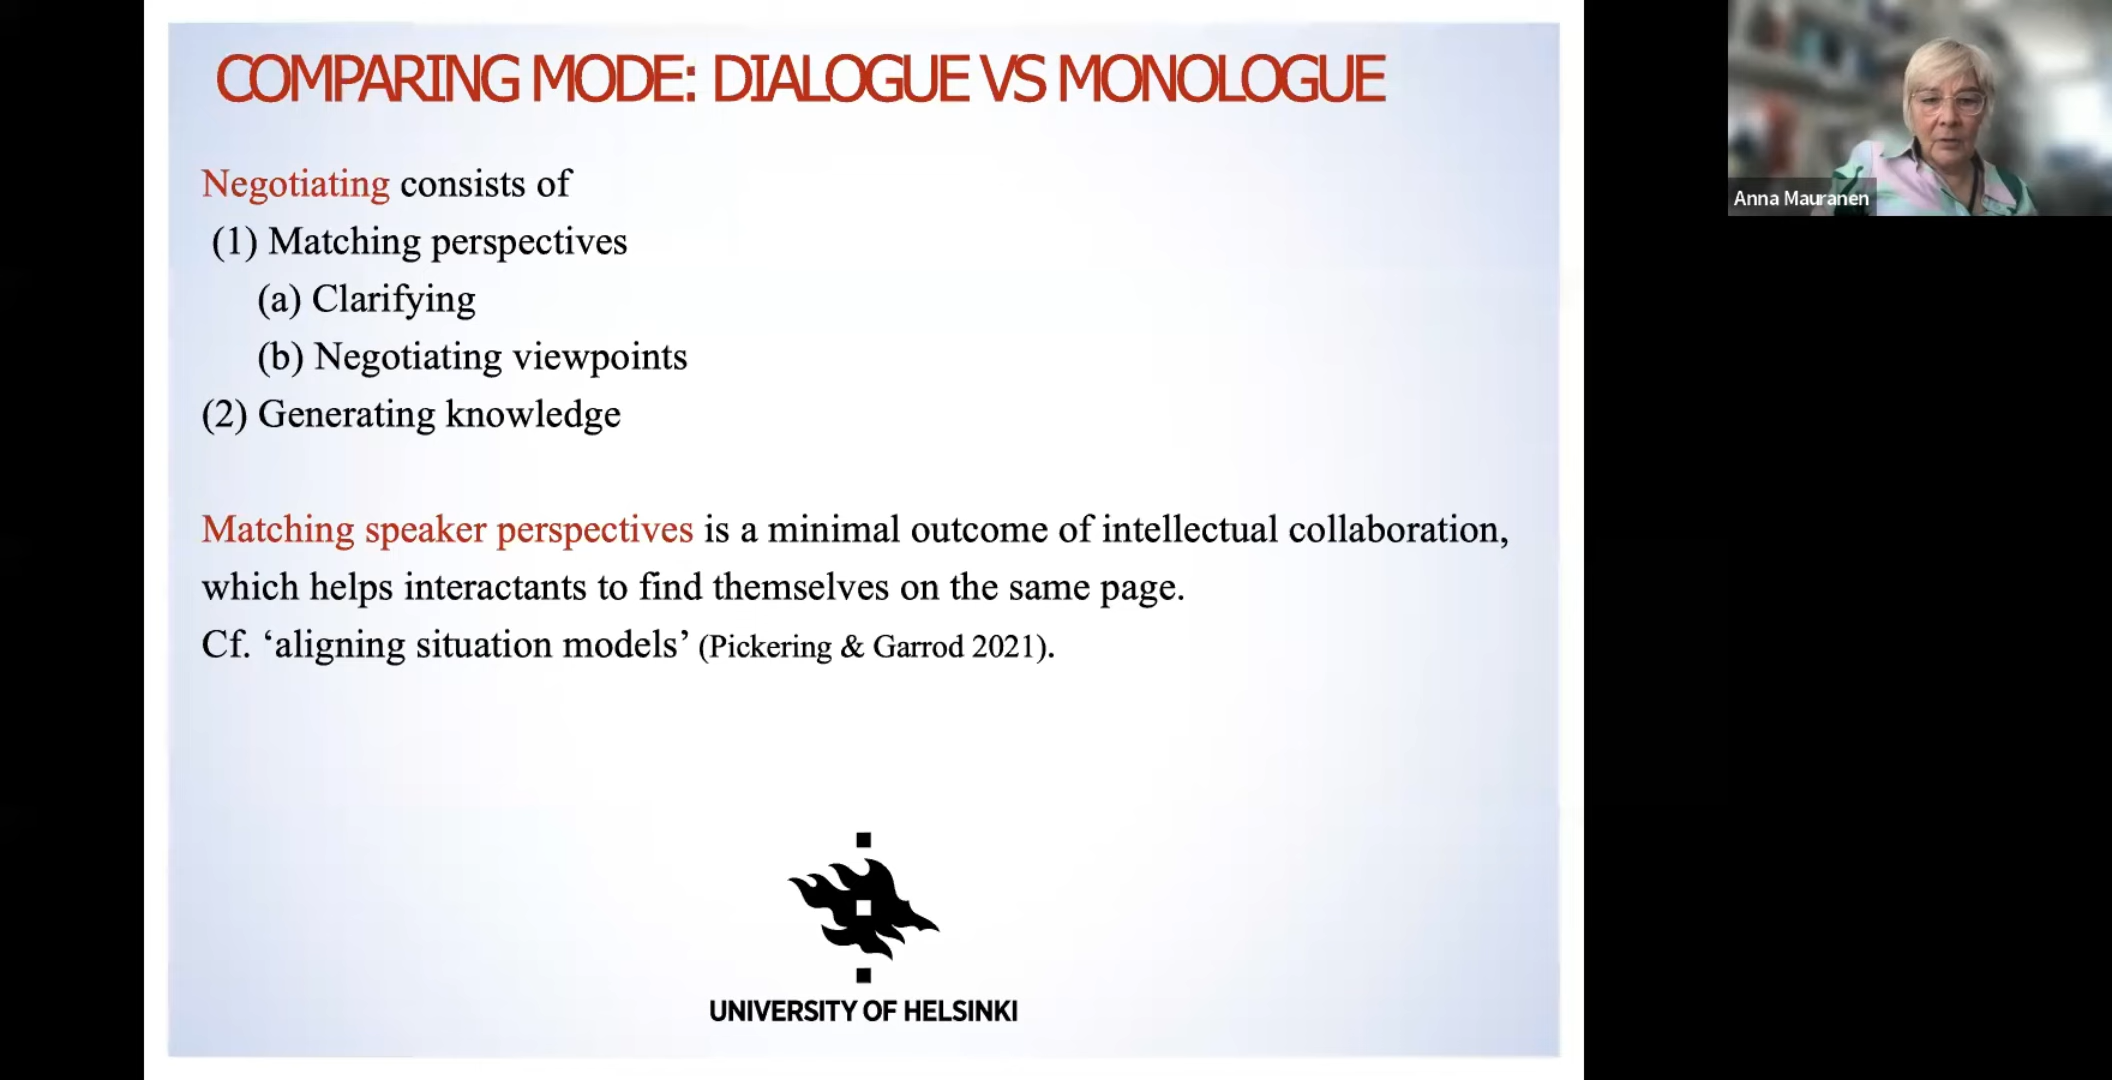 COMPARING MODE: DIALOGUE VS MONOLOGUE
Negotiating consists of
(1) Matching perspectives
(a) Clarifying
(b) Negotiating viewpoints
(2) Generating knowledge
Matching speaker perspectives is a minimal outcome of intellectual collaboration,
which helps interactants to find themselves on the same page.
Cf. ‘aligning situation models’ (Pickering & Garrod 2021).
UNIVERSITY OF HELSINKI
Anna Mauranen